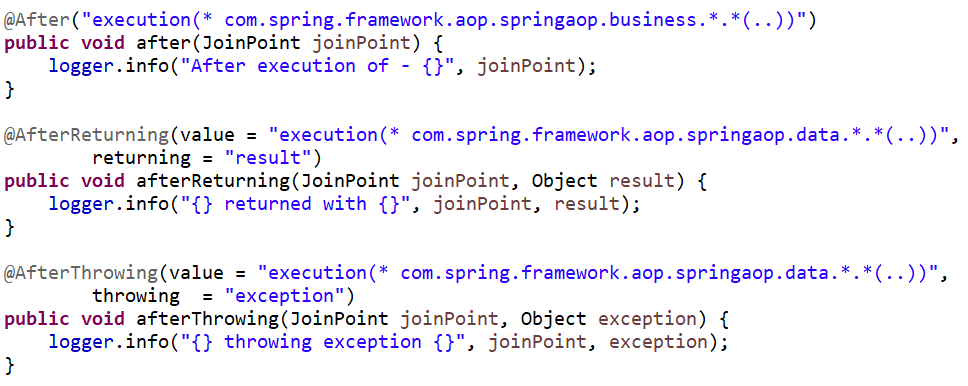 @After("execution(* com.spring.framework.aop.springaop.business.*.*(..))")
public void after(JoinPoint joinPoint) {
    logger.info("After execution of - {}", joinPoint);
}

@AfterReturning(value = "execution(* com.spring.framework.aop.springaop.data.*.*(..))",
        returning = "result")
public void afterReturning(JoinPoint joinPoint, Object result) {
    logger.info("{} returned with {}", joinPoint, result);
}

@AfterThrowing(value = "execution(* com.spring.framework.aop.springaop.data.*.*(..))",
        throwing  = "exception")
public void afterThrowing(JoinPoint joinPoint, Object exception) {
    logger.info("{} throwing exception {}", joinPoint, exception);
}